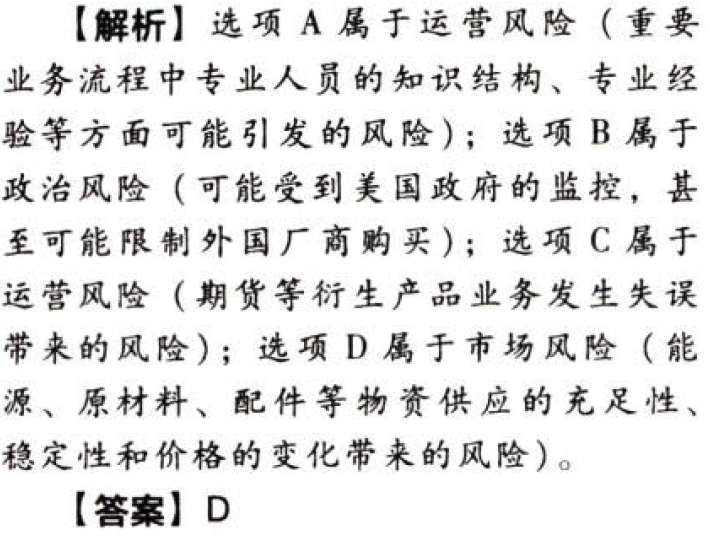 【解析】选项 A 属于运营风险（重要
业务流程中专业人员的知识结构、专业经
验等方面可能引发的风险）；选项 B 属于
政治风险（可能受到美国政府的监控，甚
至可能限制外国厂商购买）；选项 C 属于
运营风险（期货等衍生产品业务发生失误
带来的风险）；选项 D 属于市场风险（能
源、原材料、配件等物资供应的充足性、
稳定性和价格的变化带来的风险）。
【答案】D